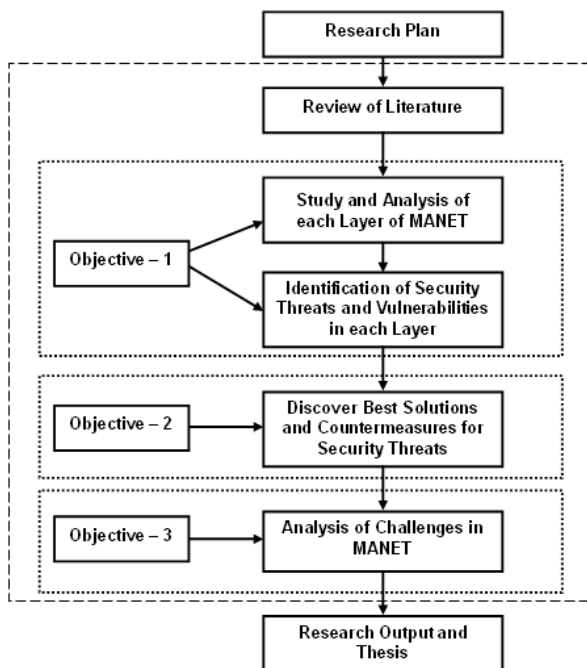 Research Plan
Review of Literature
Study and Analysis of
each Layer of MANET
Objective – 1
Identification of Security
Threats and Vulnerabilities
in each Layer
Discover Best Solutions
and Countermeasures for
Security Threats
Objective – 2
Analysis of Challenges in
MANET
Objective – 3
Research Output and
Thesis